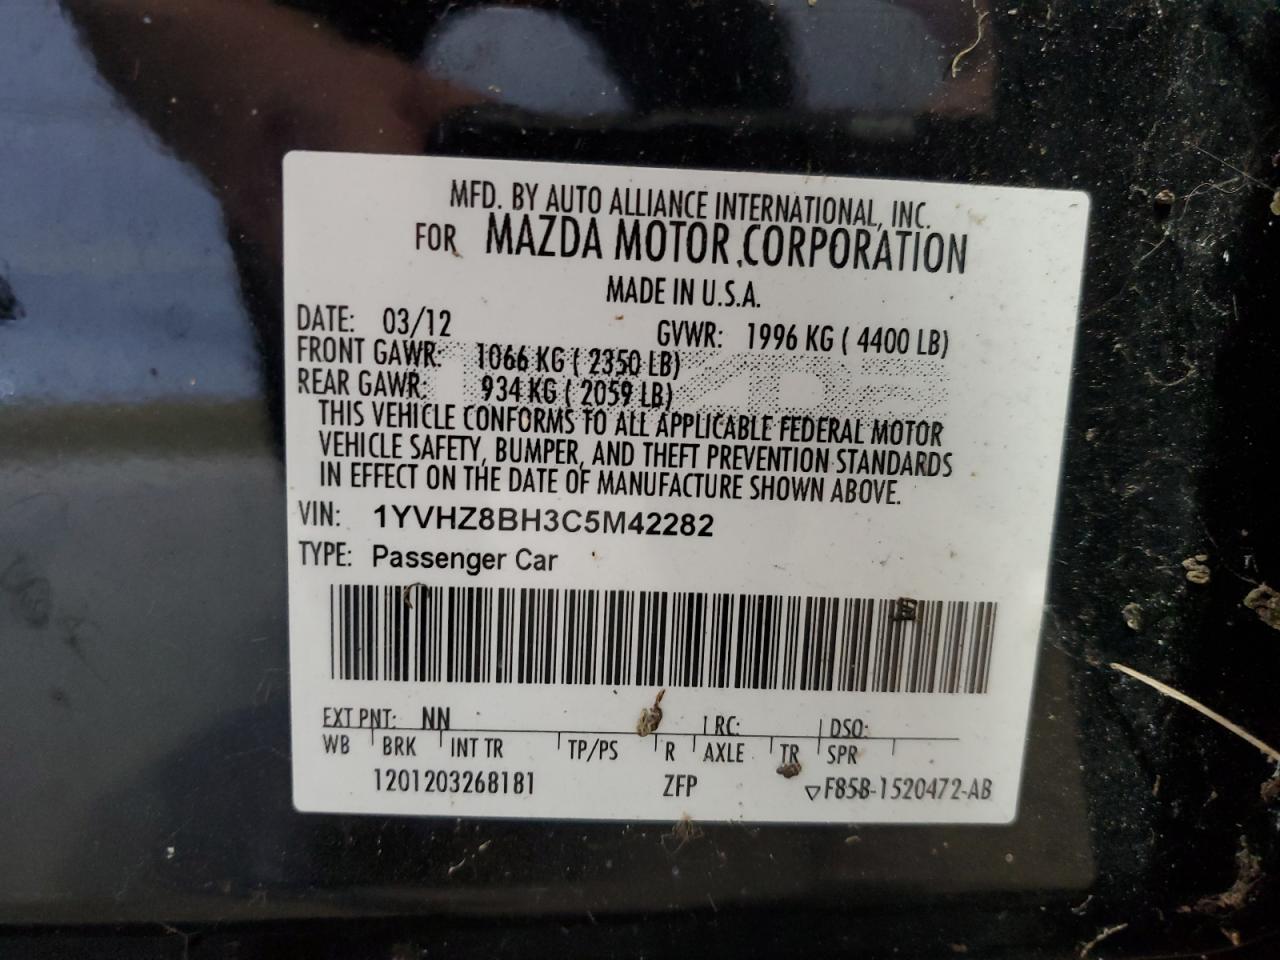 MFD. BY AUTO ALLIANCE INTERNATIONAL, INC.
FOR MAZDA MOTOR CORPORATION
MADE IN U.S.A.
DATE: 03/12 GVWR: 1996 KG ( 4400 LB)
FRONT GAWR: 1066 KG ( 2350 LB)
REAR GAWR: 934 KG ( 2059 LB)
THIS VEHICLE CONFORMS TO ALL APPLICABLE FEDERAL MOTOR
VEHICLE SAFETY, BUMPER, AND THEFT PREVENTION STANDARDS
IN EFFECT ON THE DATE OF MANUFACTURE SHOWN ABOVE.
VIN: 1YVHZ8BH3C5M42282
TYPE: Passenger Car
EXT PNT: NN RC: DSO:
WB BRK INT TR TP/PS R AXLE TR SPR
1201203268181 ZFP F85B-1520472-AB